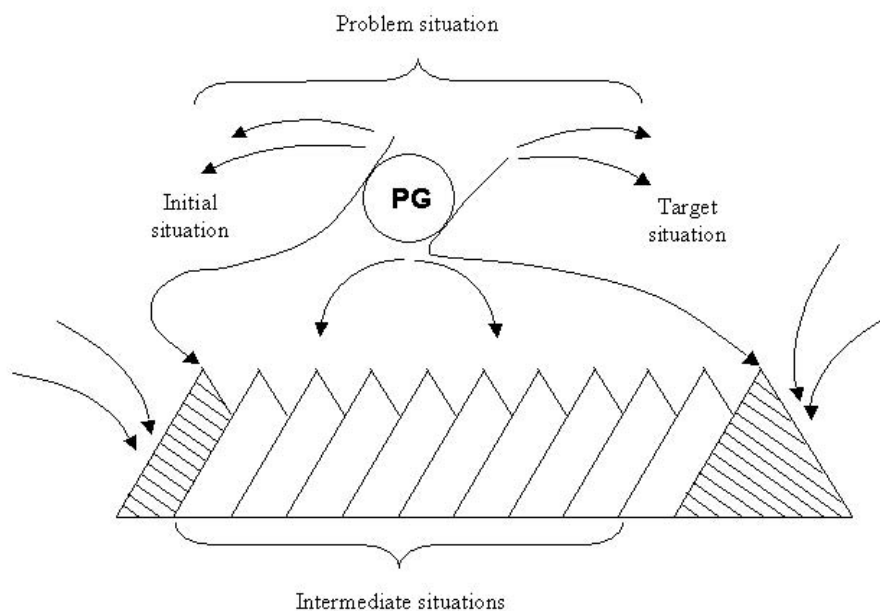 Problem situation
PG
Initial
situation
Target
situation
Intermediate situations